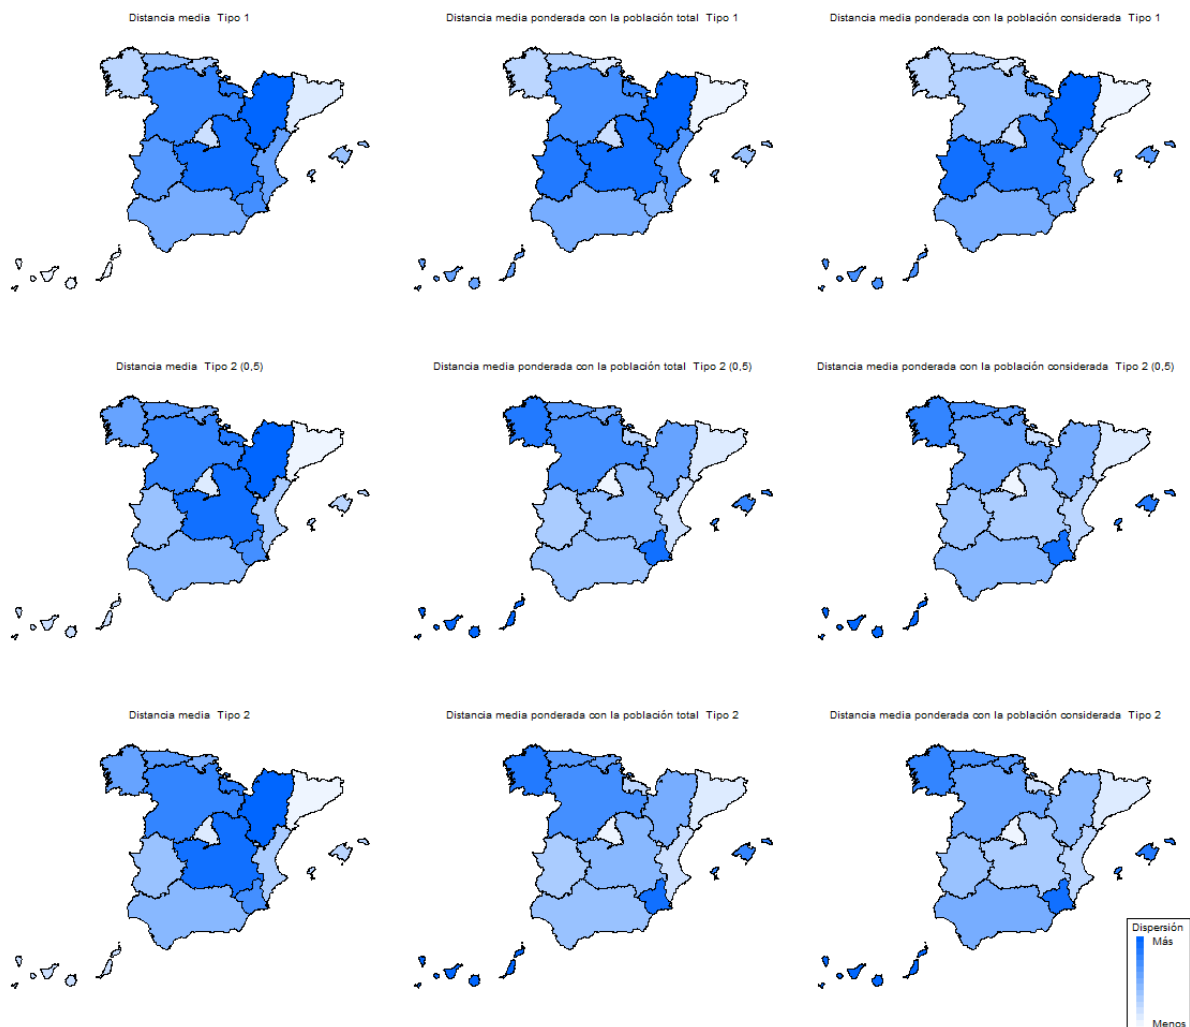 Distancia media Tipo 1
Distancia media ponderada con la población total Tipo 1
Distancia media ponderada con la población considerada Tipo 1
Distancia media Tipo 2 (0,5)
Distancia media ponderada con la población total Tipo 2 (0,5)
Distancia media ponderada con la población considerada Tipo 2 (0,5)
Distancia media Tipo 2
Distancia media ponderada con la población total Tipo 2
Distancia media ponderada con la población considerada Tipo 2
Dispersión
Más
Menos